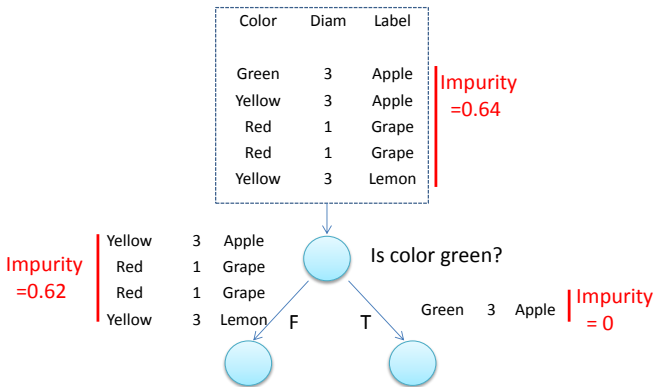 Color Diam Label
Green 3 Apple
Yellow 3 Apple
Red 1 Grape
Red 1 Grape
Yellow 3 Lemon
Impurity
=0.64
Yellow 3 Apple
Red 1 Grape
Red 1 Grape
Yellow 3 Lemon
Impurity
=0.62
Is color green?
Green 3 Apple
Impurity
= 0
F T